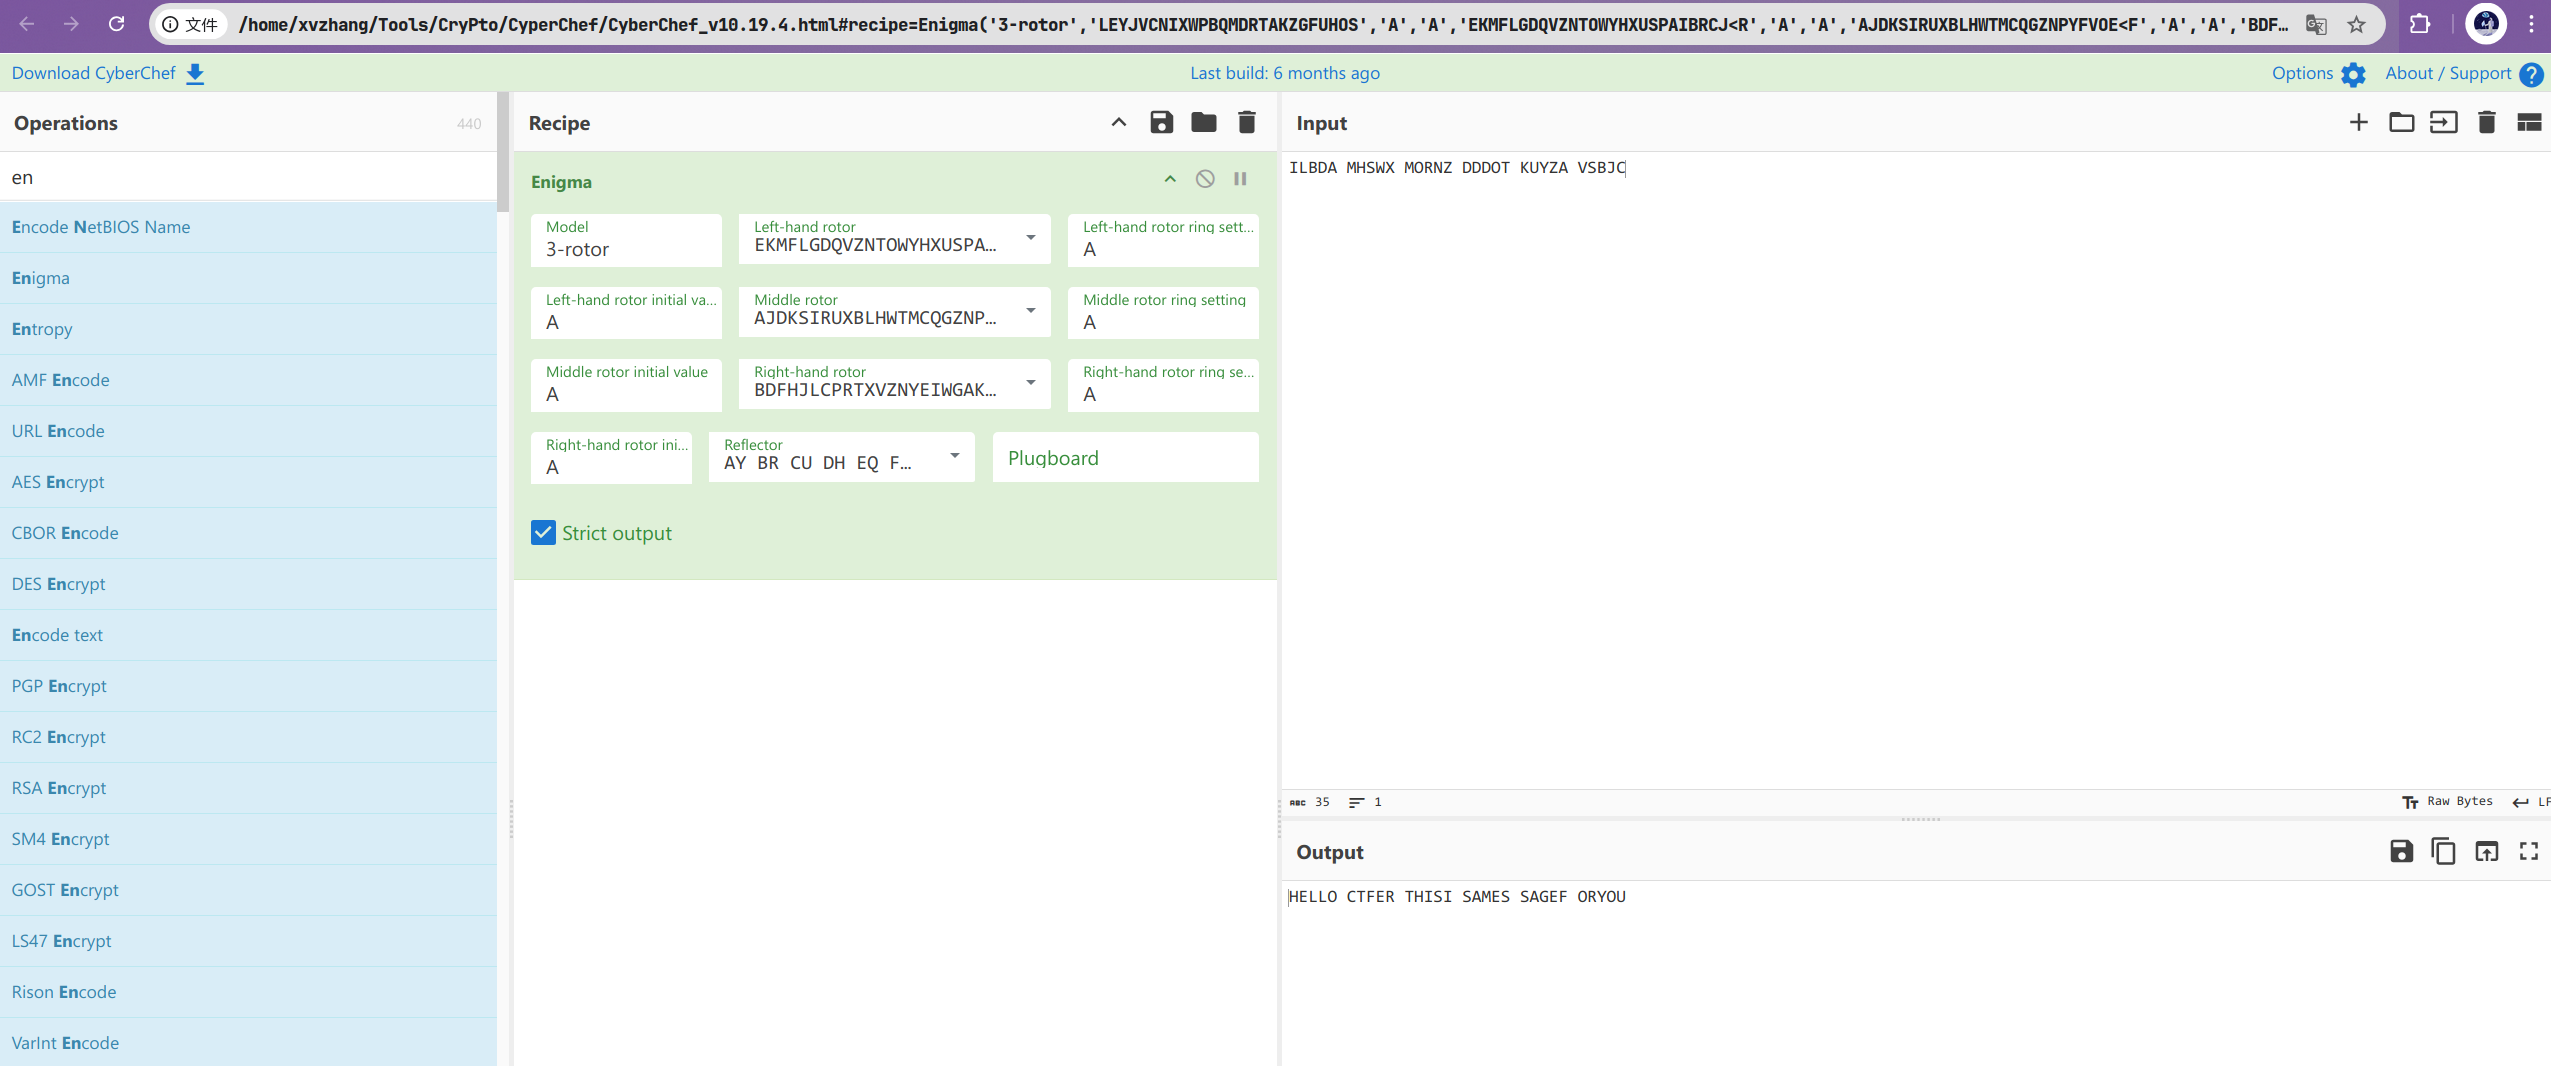 文件 /home/xvzhang/Tools/CryPto/CyperChef/CyberChef_v10.19.4.html#recipe=Enigma('3-rotor','LEYJVCNIXWPBQMDRTAKZGFUHOS','A','A','EKMFLGDQVZNTOWYHXUSPAIBRCJ<R','A','A','AJDKSIRUXBLHWTMCQGZNPYFVOE<F','A','A','BDF…
Download CyberChef
Last build: 6 months ago
Options
About / Support
Operations
440
en
Encode NetBIOS Name
Enigma
Entropy
AMF Encode
URL Encode
AES Encrypt
CBOR Encode
DES Encrypt
Encode text
PGP Encrypt
RC2 Encrypt
RSA Encrypt
SM4 Encrypt
GOST Encrypt
LS47 Encrypt
Rison Encode
VarInt Encode
Recipe
Enigma
Model
3-rotor
Left-hand rotor
EKMFLGDQVZNTOWYHXUSPA…
Left-hand rotor ring sett…
A
Left-hand rotor initial va…
A
Middle rotor
AJDKSIRUXBLHWTMCQGZNP…
Middle rotor ring setting
A
Middle rotor initial value
A
Right-hand rotor
BDFHJLCPRTXVZNYEIWGAK…
Right-hand rotor ring se…
A
Right-hand rotor ini…
A
Reflector
AY BR CU DH EQ F…
Plugboard
Strict output
Input
ILBDA MHSWX MORNZ DDDOT KUYZA VSBJC
ABC 35
1
Tт Raw Bytes
LF
Output
HELLO CTFER THISI SAMES SAGEF ORYOU